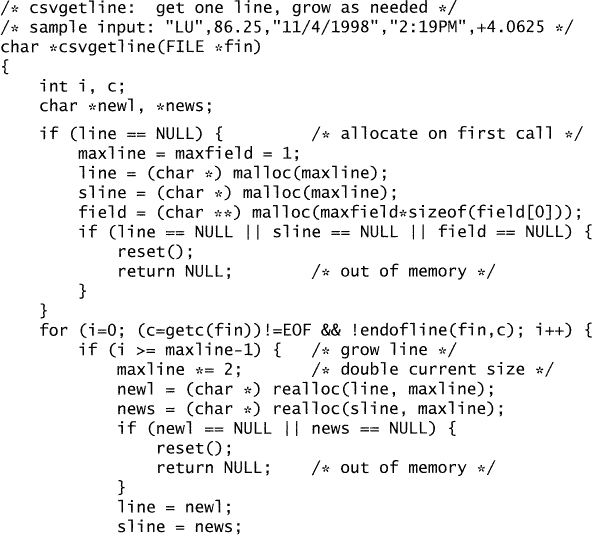 /* csvgetline:  get one line, grow as needed */
/* sample input: "LU",86.25,"11/4/1998","2:19PM",+4.0625 */
char *csvgetline(FILE *fin)
{
    int i, c;
    char *newl, *news;

    if (line == NULL) {         /* allocate on first call */
        maxline = maxfield = 1;
        line = (char *) malloc(maxline);
        sline = (char *) malloc(maxline);
        field = (char **) malloc(maxfield*sizeof(field[0]));
        if (line == NULL || sline == NULL || field == NULL) {
            reset();
            return NULL;        /* out of memory */
        }
    }
    for (i=0; (c=getc(fin))!=EOF && !endofline(fin,c); i++) {
        if (i >= maxline-1) {   /* grow line */
            maxline *= 2;       /* double current size */
            newl = (char *) realloc(line, maxline);
            news = (char *) realloc(sline, maxline);
            if (newl == NULL || news == NULL) {
                reset();
                return NULL;    /* out of memory */
            }
            line = newl;
            sline = news;